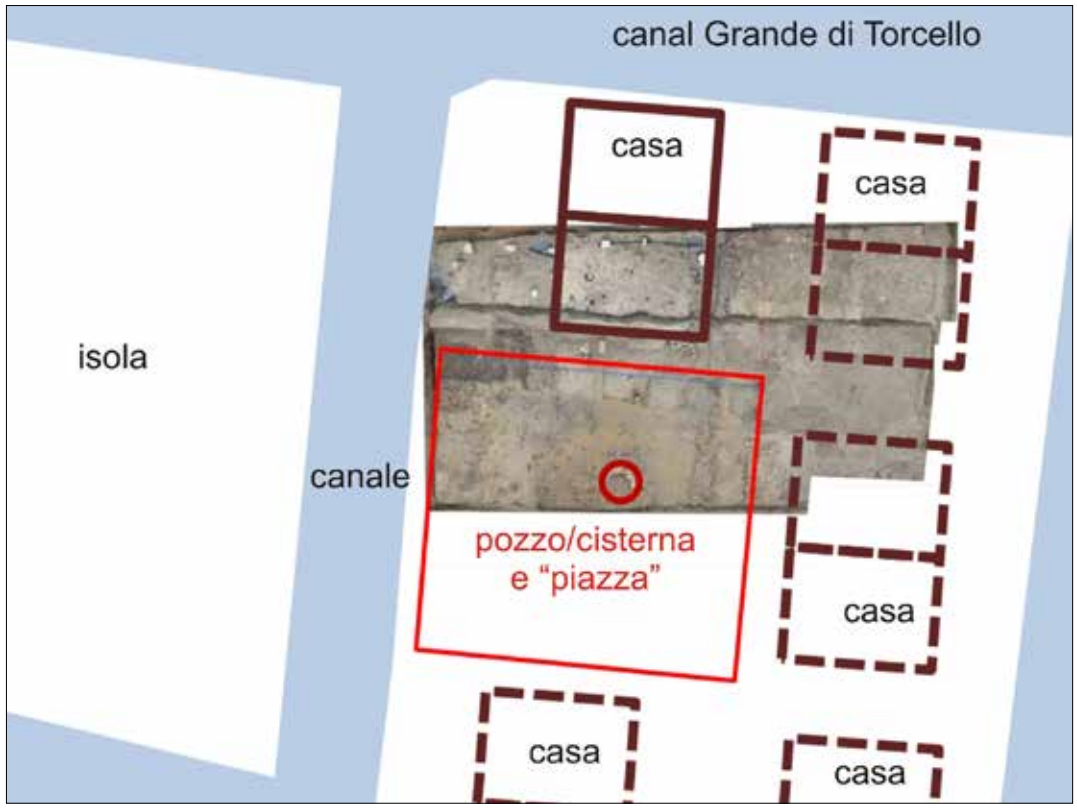 canal Grande di Torcello
casa
casa
isola
canale
pozzo/cisterna
e “piazza”
casa
casa
casa